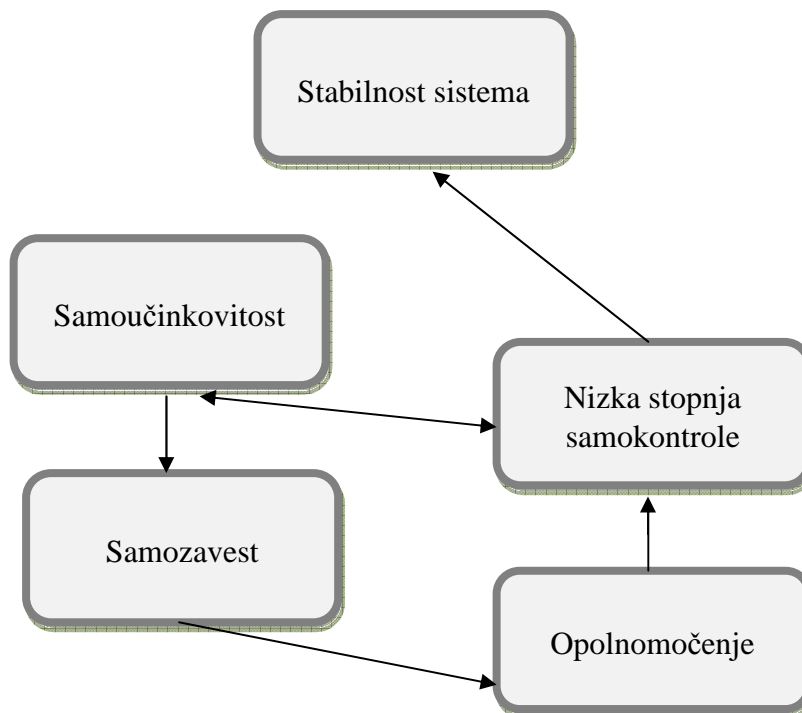 Stabilnost sistema
Samoučinkovitost
Nizka stopnja
samokontrole
Samozavest
Opolnomočenje